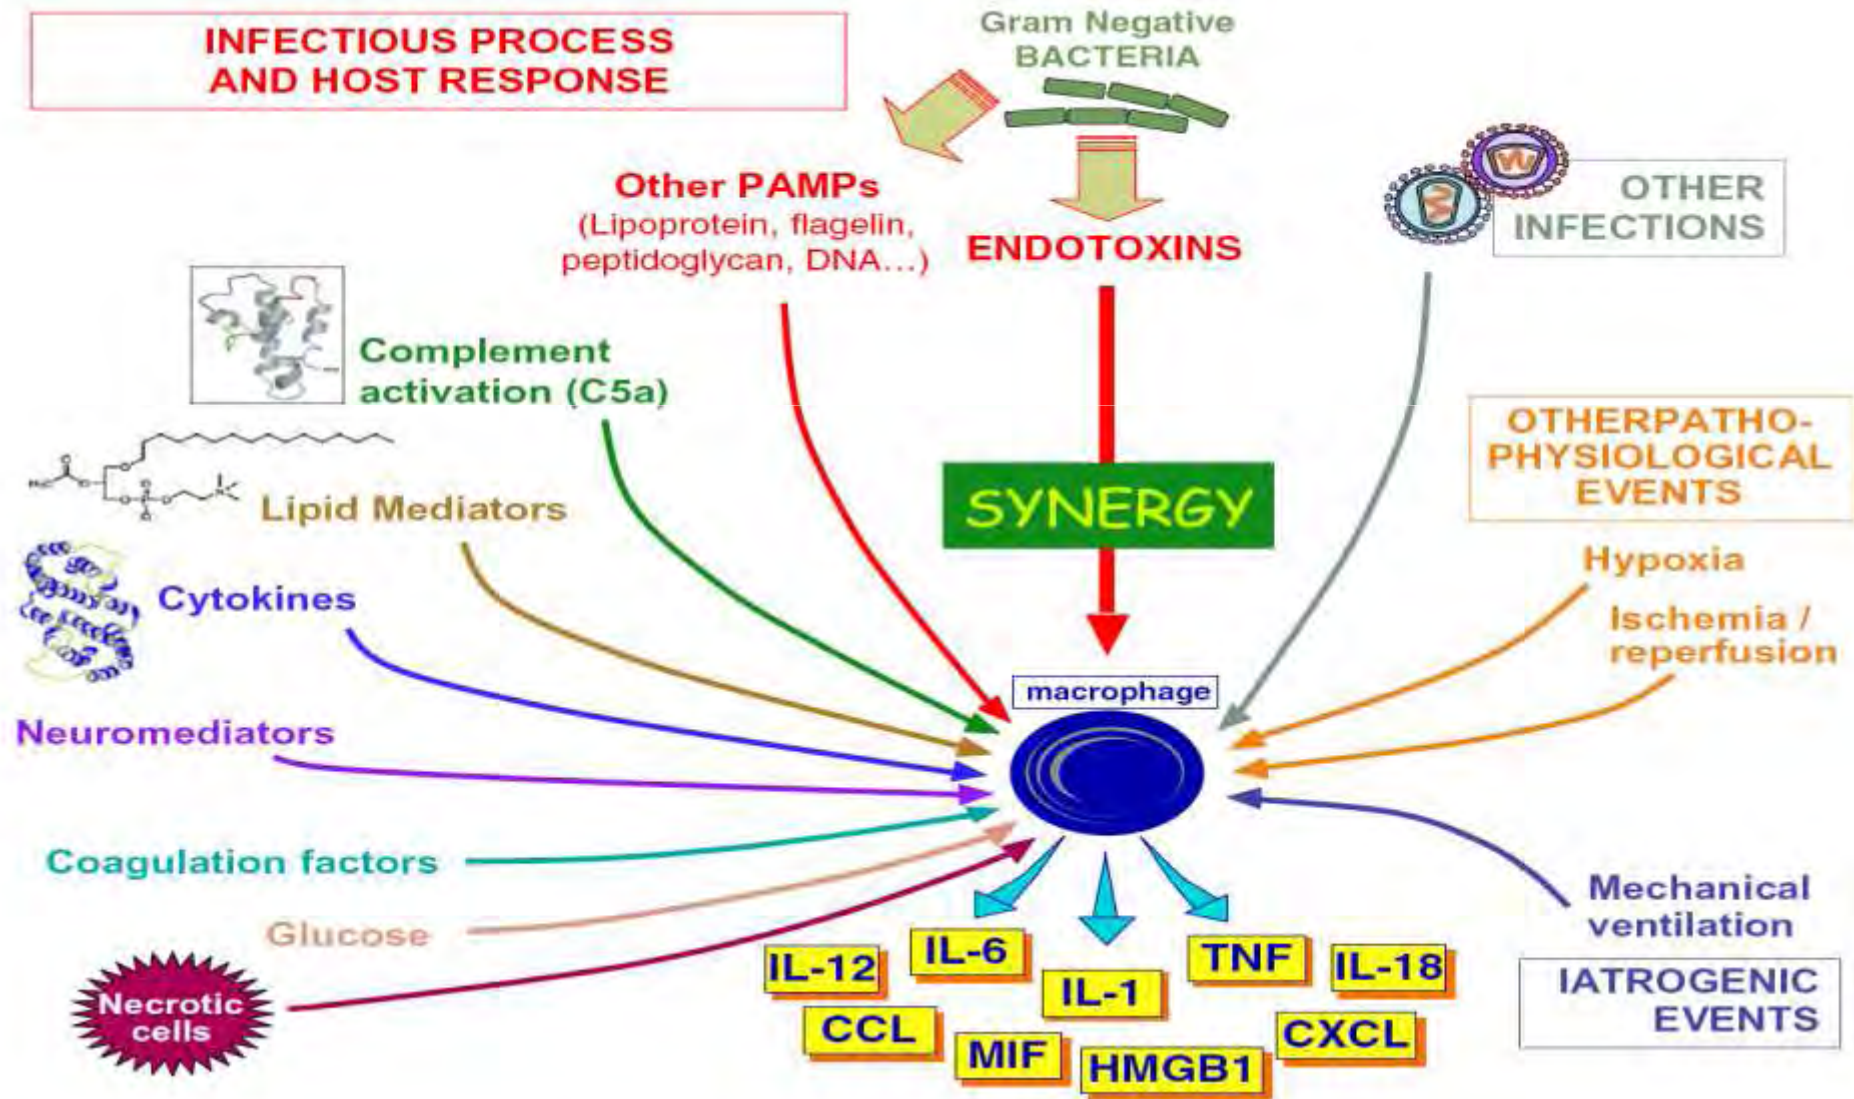 INFECTIOUS PROCESS
AND HOST RESPONSE
Gram Negative
BACTERIA
Other PAMPs
(Lipoprotein, flagelin,
peptidoglycan, DNA...)
ENDOTOXINS
OTHER
INFECTIONS
Complement
activation (C5a)
Lipid Mediators
Cytokines
Neuromediators
Coagulation factors
Glucose
Necrotic
cells
SYNERGY
OTHERPATHO-
PHYSIOLOGICAL
EVENTS
Hypoxia
Ischemia /
reperfusion
macrophage
Mechanical
ventilation
IATROGENIC
EVENTS
IL-12
IL-6
IL-1
TNF
IL-18
CCL
MIF
HMGB1
CXCL